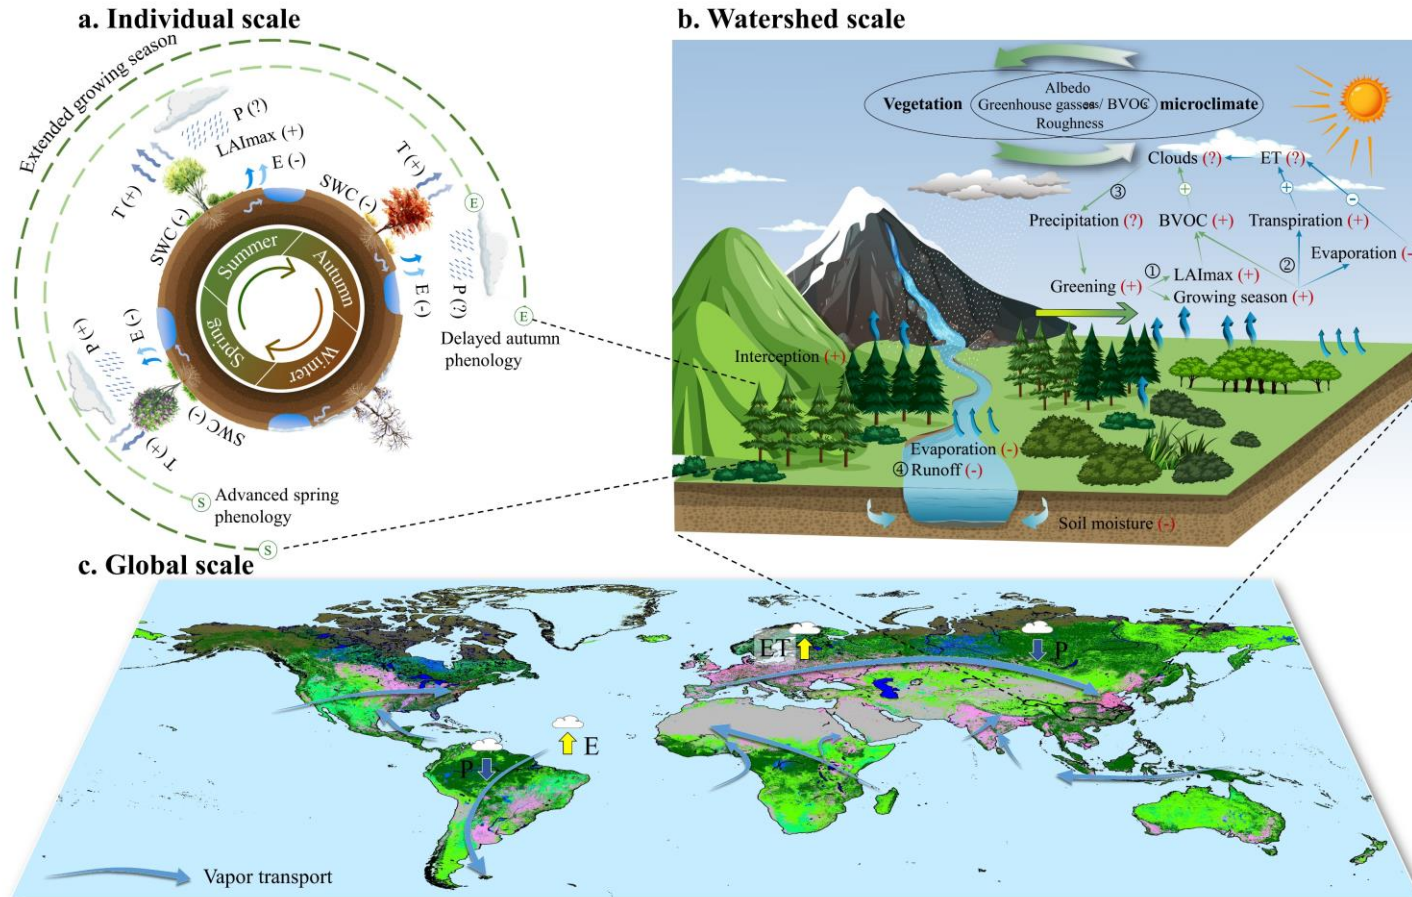 a. Individual scale
Extended growing season
P (?)
LAImax (+)
E (-)
T (+)
SWC (-)
T (+)
SWC (-)
E
E (-)
P (?)
E
Delayed autumn
phenology
Summer
Autumn
Winter
Spring
P (+)
E (-)
T (+)
SWC (-)
S
Advanced spring
phenology
S
b. Watershed scale
Vegetation
Albedo
Greenhouse gasses/ BVOC
Roughness
microclimate
Clouds (?)
ET (?)
③
+
+
−
Precipitation (?)
BVOC (+)
Transpiration (+)
Evaporation (-
①
②
Greening (+)
LAImax (+)
Growing season (+)
Interception (+)
Evaporation (-)
④ Runoff (-)
Soil moisture (-)
c. Global scale
ET
P
E
P
Vapor transport